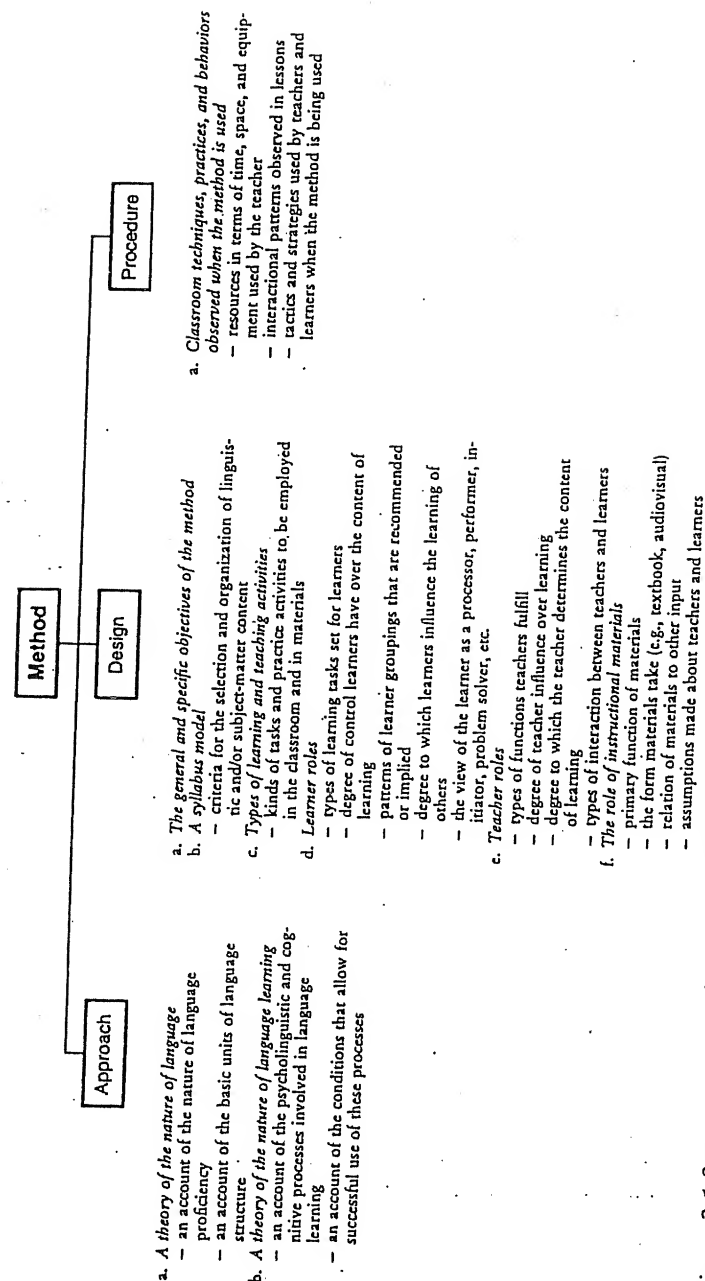 Method
Approach
a. A theory of the nature of language
– an account of the nature of language
proficiency
– an account of the basic units of language
structure
b. A theory of the nature of language learning
– an account of the psycholinguistic and cog-
nitive processes involved in language
learning
– an account of the conditions that allow for
successful use of these processes
Design
a. The general and specific objectives of the method
b. A syllabus model
– criteria for the selection and organization of linguis-
tic and/or subject-matter content
c. Types of learning and teaching activities
– kinds of tasks and practice activities to be employed
in the classroom and in materials
d. Learner roles
– types of learning tasks set for learners
– degree of control learners have over the content of
learning
– patterns of learner groupings that are recommended
or implied
– degree to which learners influence the learning of
others
– the view of the learner as a processor, performer, in-
itiator, problem solver, etc.
e. Teacher roles
– types of functions teachers fulfill
– degree of teacher influence over learning
– degree to which the teacher determines the content
of learning
– types of interaction between teachers and learners
f. The role of instructional materials
– primary function of materials
– the form materials take (e.g., textbook, audiovisual)
– relation of materials to other input
– assumptions made about teachers and learners
Procedure
a. Classroom techniques, practices, and behaviors
observed when the method is used
– resources in terms of time, space, and equip-
ment used by the teacher
– interactional patterns observed in lessons
– tactics and strategies used by teachers and
learners when the method is being used